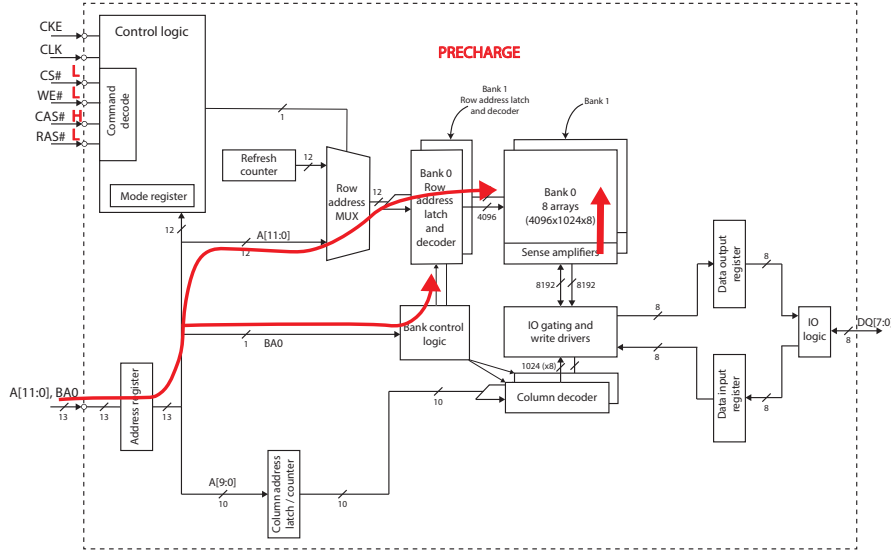 CKE
CLK
CS#
WE#
CAS#
RAS#
L
L
H
L
Control logic
Command
decode
Mode register
PRECHARGE
Bank 1
Row address latch
and decoder
Bank 1
1
Refresh
counter
12
Row
address
MUX
12
Bank 0
Row
address
latch
and
decoder
4096
Bank 0
8 arrays
(4096x1024x8)
Sense amplifiers
12
A[11:0]
12
8192
8192
Data output
register
8
8
IO gating and
write drivers
8
IO
logic
DQ[7:0]
8
Bank control
logic
1
BA0
1024 (x8)
Column decoder
10
Data input
register
8
A[11:0], BA0
13
13
Address register
13
A[9:0]
10
Column address
latch / counter
10